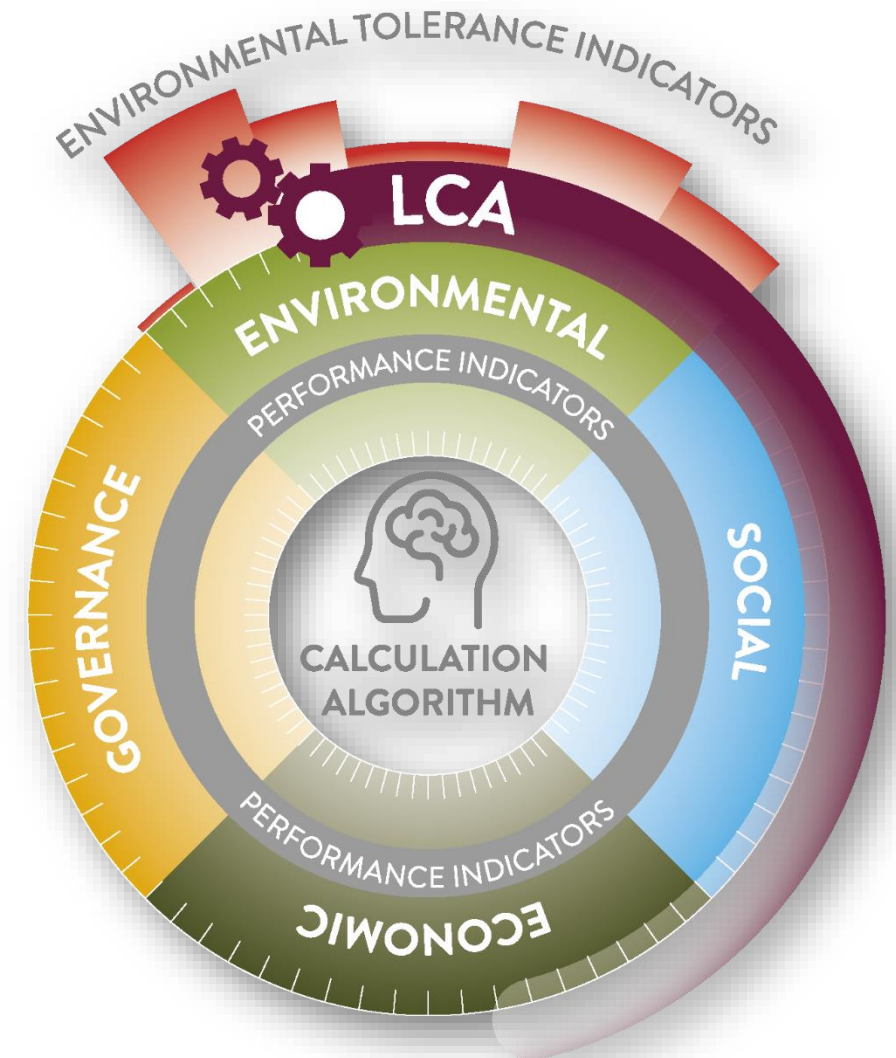 ENVIRONMENTAL TOLERANCE INDICATORS
LCA
ENVIRONMENTAL
PERFORMANCE INDICATORS
GOVERNANCE
SOCIAL
CALCULATION
ALGORITHM
PERFORMANCE INDICATORS
ECONOMIC